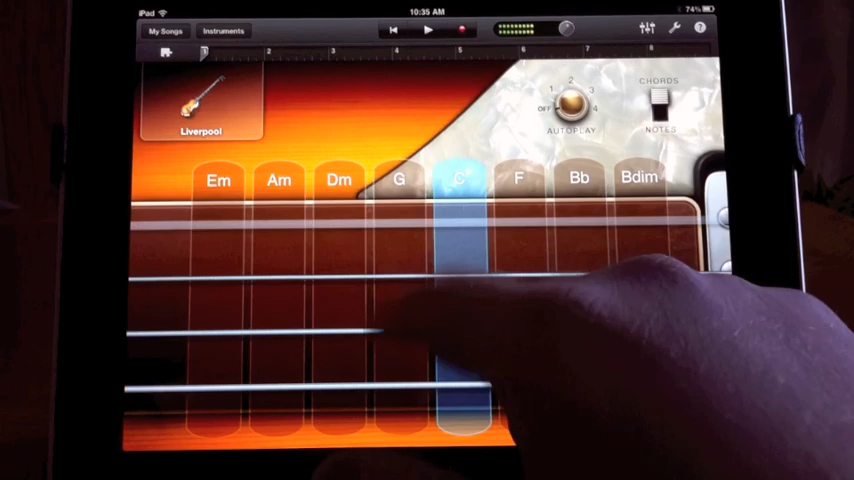 iPad 10:35 AM 74%
My Songs Instruments
1 2 3 4 5 6 7 8
Liverpool
OFF 1 2 3 4
AUTOPLAY
CHORDS
NOTES
Em Am Dm G C F Bb Bdim